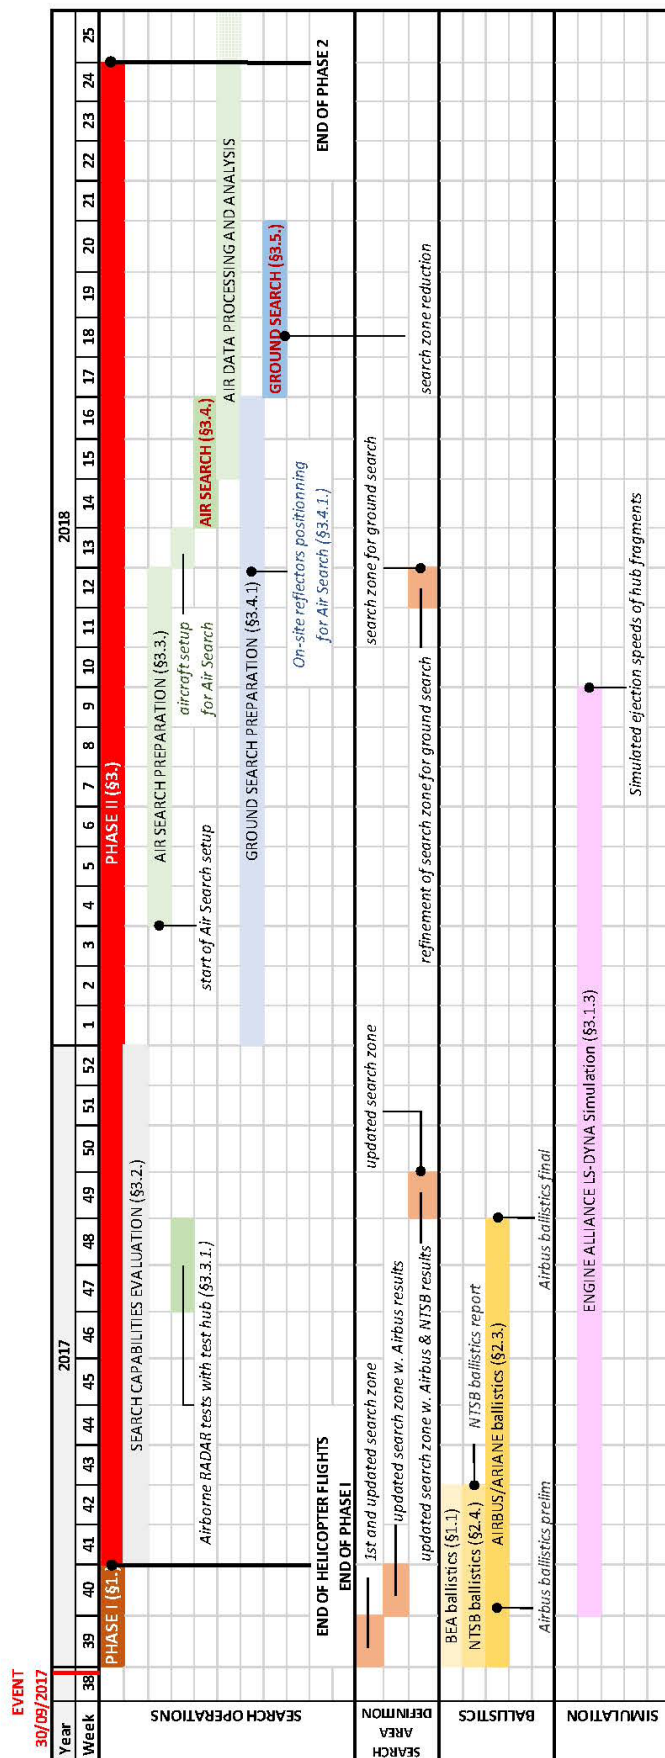 EVENT
30/09/2017
Year
2017
2018
Week
38
39
40
41
42
43
44
45
46
47
48
49
50
51
52
1
2
3
4
5
6
7
8
9
10
11
12
13
14
15
16
17
18
19
20
21
22
23
24
25
SEARCH OPERATIONS
PHASE I (§1.)
PHASE II (§3.)
SEARCH CAPABILITIES EVALUATION (§3.2.)
AIR SEARCH PREPARATION (§3.3.)
Airborne RADAR tests with test hub (§3.3.1.)
start of Air Search setup
aircraft setup
for Air Search
AIR SEARCH (§3.4.)
AIR DATA PROCESSING AND ANALYSIS
GROUND SEARCH PREPARATION (§3.4.1)
GROUND SEARCH (§3.5.)
On-site reflectors positionning
for Air Search (§3.4.1.)
END OF HELICOPTER FLIGHTS
END OF PHASE I
END OF PHASE 2
SEARCH
AREA
DEFINITION
1st and updated search zone
updated search zone w. Airbus results
updated search zone w. Airbus & NTSB results
updated search zone
search zone for ground search
refinement of search zone for ground search
search zone reduction
BALLISTICS
BEA ballistics (§1.1)
NTSB ballistics (§2.4.)
NTSB ballistics report
AIRBUS/ARIANE ballistics (§2.3.)
Airbus ballistics prelim
Airbus ballistics final
SIMULATION
ENGINE ALLIANCE LS-DYNA Simulation (§3.1.3)
Simulated ejection speeds of hub fragments